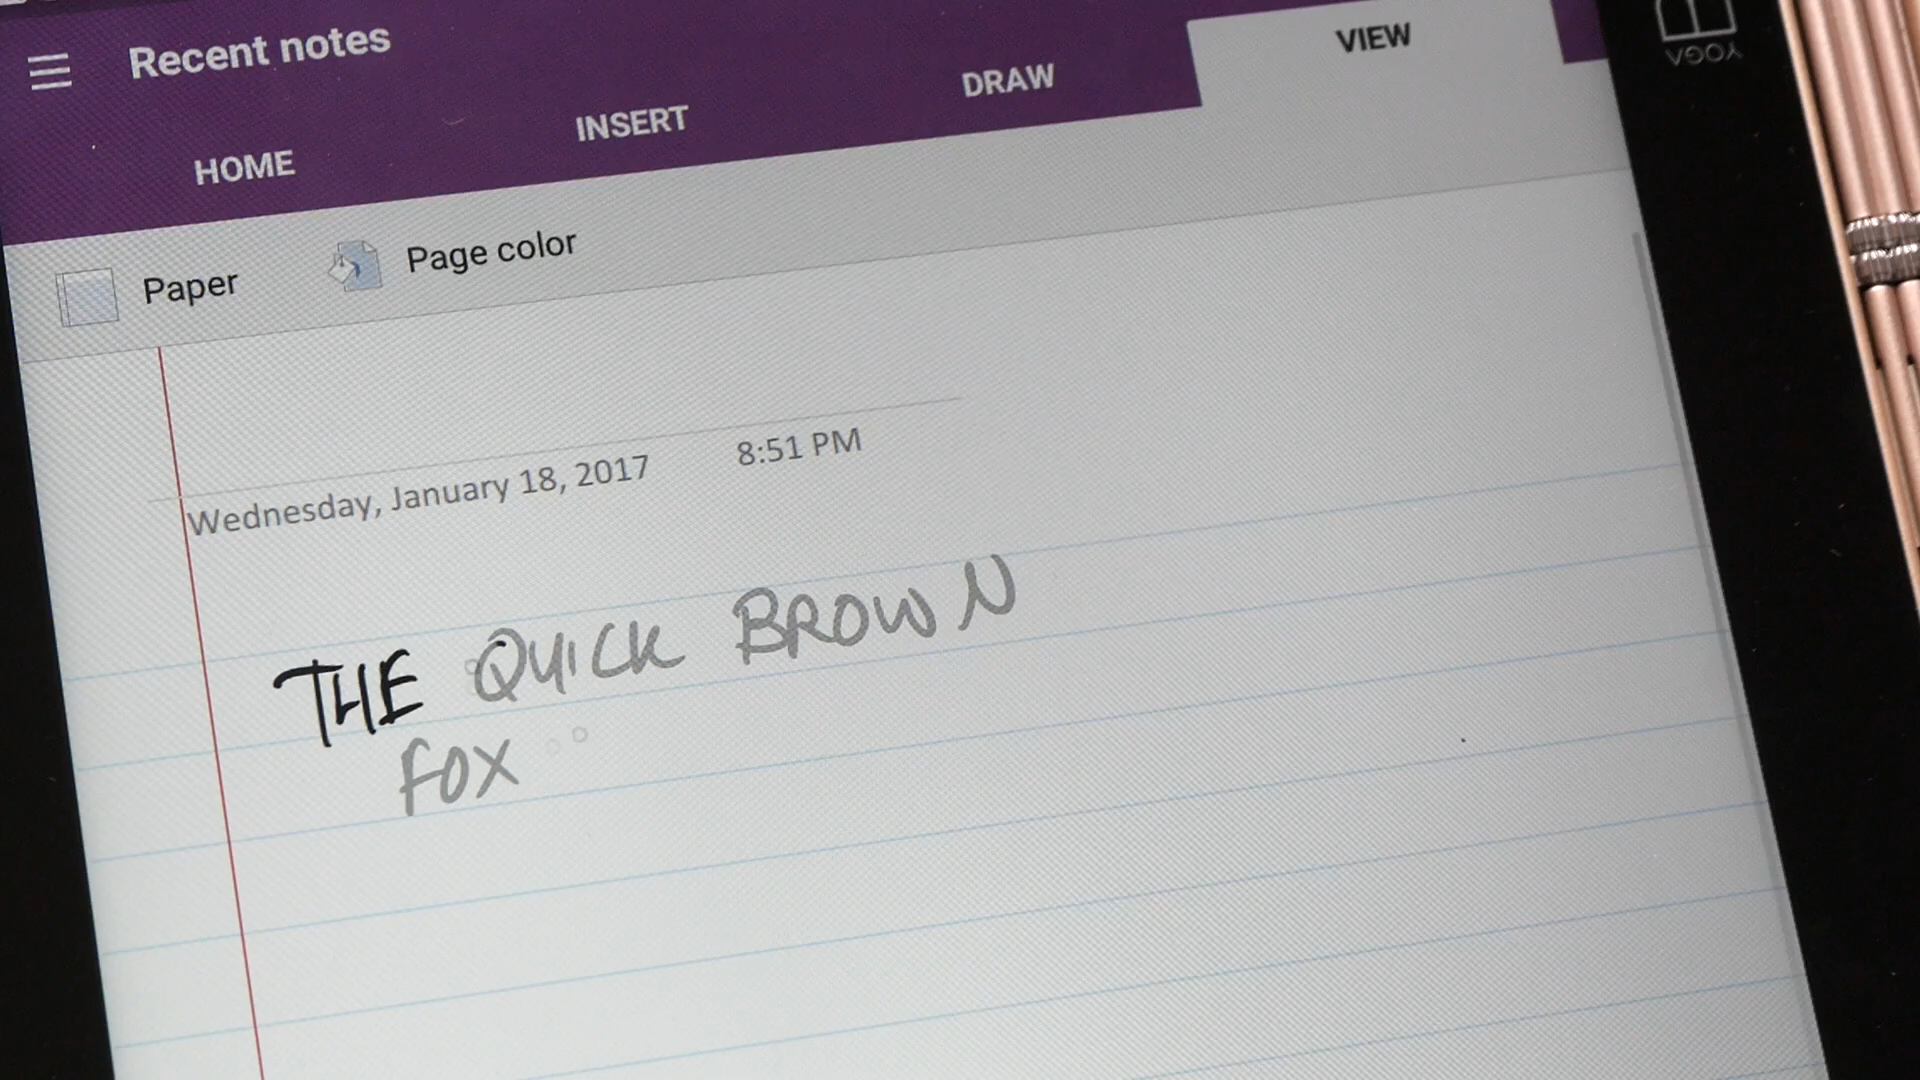 Recent notes
HOME INSERT DRAW VIEW
Paper Page color
Wednesday, January 18, 2017 8:51 PM
THE QUICK BROWN
FOX
YOGA